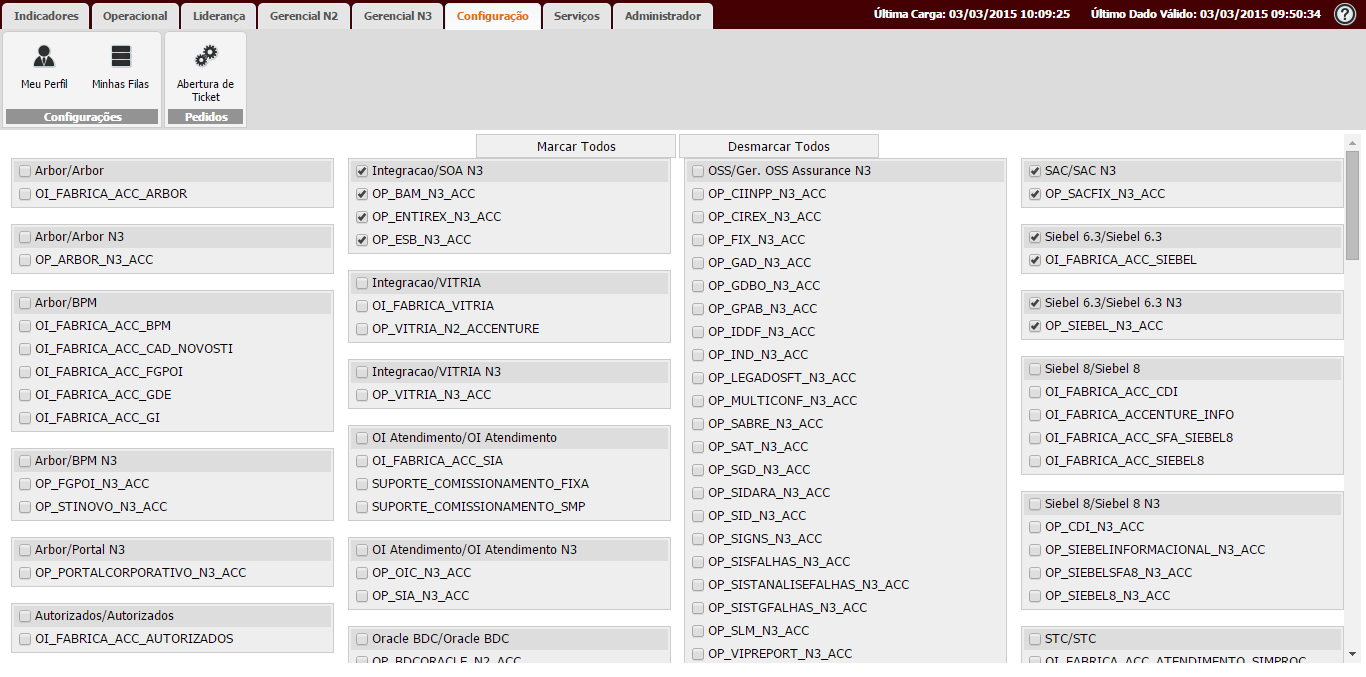 Indicadores
Operacional
Liderança
Gerencial N2
Gerencial N3
Configuração
Serviços
Administrador
Última Carga: 03/03/2015 10:09:25
Último Dado Válido: 03/03/2015 09:50:34
?
Meu Perfil
Minhas Filas
Configurações
Abertura de
Ticket
Pedidos
Marcar Todos
Desmarcar Todos
Arbor/Arbor
OI_FABRICA_ACC_ARBOR
Arbor/Arbor N3
OP_ARBOR_N3_ACC
Arbor/BPM
OI_FABRICA_ACC_BPM
OI_FABRICA_ACC_CAD_NOVOSTI
OI_FABRICA_ACC_FGPOI
OI_FABRICA_ACC_GDE
OI_FABRICA_ACC_GI
Arbor/BPM N3
OP_FGPOI_N3_ACC
OP_STINOVO_N3_ACC
Arbor/Portal N3
OP_PORTALCORPORATIVO_N3_ACC
Autorizados/Autorizados
OI_FABRICA_ACC_AUTORIZADOS
Integracao/SOA N3
OP_BAM_N3_ACC
OP_ENTIREX_N3_ACC
OP_ESB_N3_ACC
Integracao/VITRIA
OI_FABRICA_VITRIA
OP_VITRIA_N2_ACCENTURE
Integracao/VITRIA N3
OP_VITRIA_N3_ACC
OI Atendimento/OI Atendimento
OI_FABRICA_ACC_SIA
SUPORTE_COMISSIONAMENTO_FIXA
SUPORTE_COMISSIONAMENTO_SMP
OI Atendimento/OI Atendimento N3
OP_OIC_N3_ACC
OP_SIA_N3_ACC
Oracle BDC/Oracle BDC
OP_BDCORACLE_N2_ACC
OSS/Ger. OSS Assurance N3
OP_CIINPP_N3_ACC
OP_CIREX_N3_ACC
OP_FIX_N3_ACC
OP_GAD_N3_ACC
OP_GDBO_N3_ACC
OP_GPAB_N3_ACC
OP_IDDF_N3_ACC
OP_IND_N3_ACC
OP_LEGADOSFT_N3_ACC
OP_MULTICONF_N3_ACC
OP_SABRE_N3_ACC
OP_SAT_N3_ACC
OP_SGD_N3_ACC
OP_SIDARA_N3_ACC
OP_SID_N3_ACC
OP_SIGNS_N3_ACC
OP_SISFALHAS_N3_ACC
OP_SISTANALISEFALHAS_N3_ACC
OP_SISTGFALHAS_N3_ACC
OP_SLM_N3_ACC
OP_VIPREPORT_N3_ACC
SAC/SAC N3
OP_SACFIX_N3_ACC
Siebel 6.3/Siebel 6.3
OI_FABRICA_ACC_SIEBEL
Siebel 6.3/Siebel 6.3 N3
OP_SIEBEL_N3_ACC
Siebel 8/Siebel 8
OI_FABRICA_ACC_CDI
OI_FABRICA_ACCENTURE_INFO
OI_FABRICA_ACC_SFA_SIEBEL8
OI_FABRICA_ACC_SIEBEL8
Siebel 8/Siebel 8 N3
OP_CDI_N3_ACC
OP_SIEBELINFORMACIONAL_N3_ACC
OP_SIEBELSFA8_N3_ACC
OP_SIEBEL8_N3_ACC
STC/STC
OI_FABRICA_ACC_ATENDIMENTO_SIMPROC